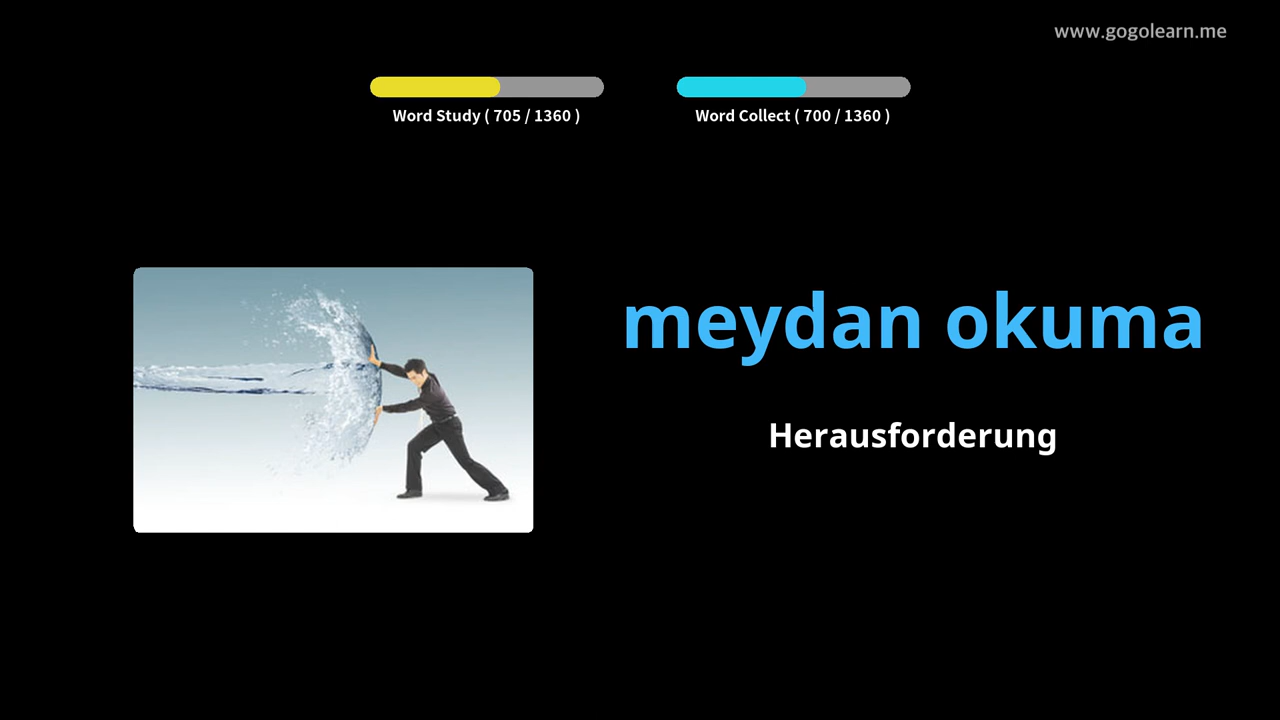 www.gogolearn.me
Word Study ( 705 / 1360 )
Word Collect ( 700 / 1360 )
meydan okuma
Herausforderung